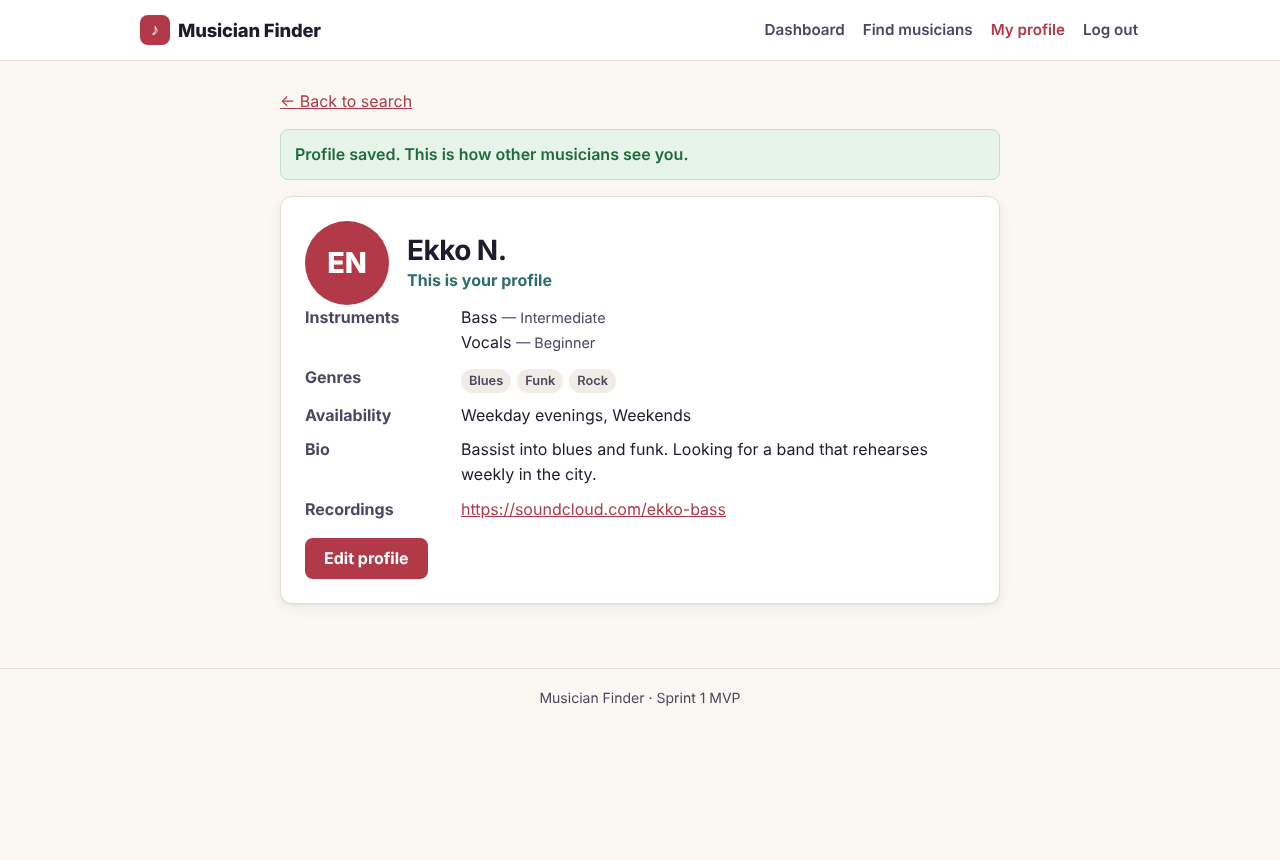 ♪ Musician Finder
Dashboard Find musicians My profile Log out
← Back to search
Profile saved. This is how other musicians see you.
EN
Ekko N.
This is your profile
Instruments
Bass — Intermediate
Vocals — Beginner
Genres
Blues Funk Rock
Availability
Weekday evenings, Weekends
Bio
Bassist into blues and funk. Looking for a band that rehearses
weekly in the city.
Recordings
https://soundcloud.com/ekko-bass
Edit profile
Musician Finder · Sprint 1 MVP